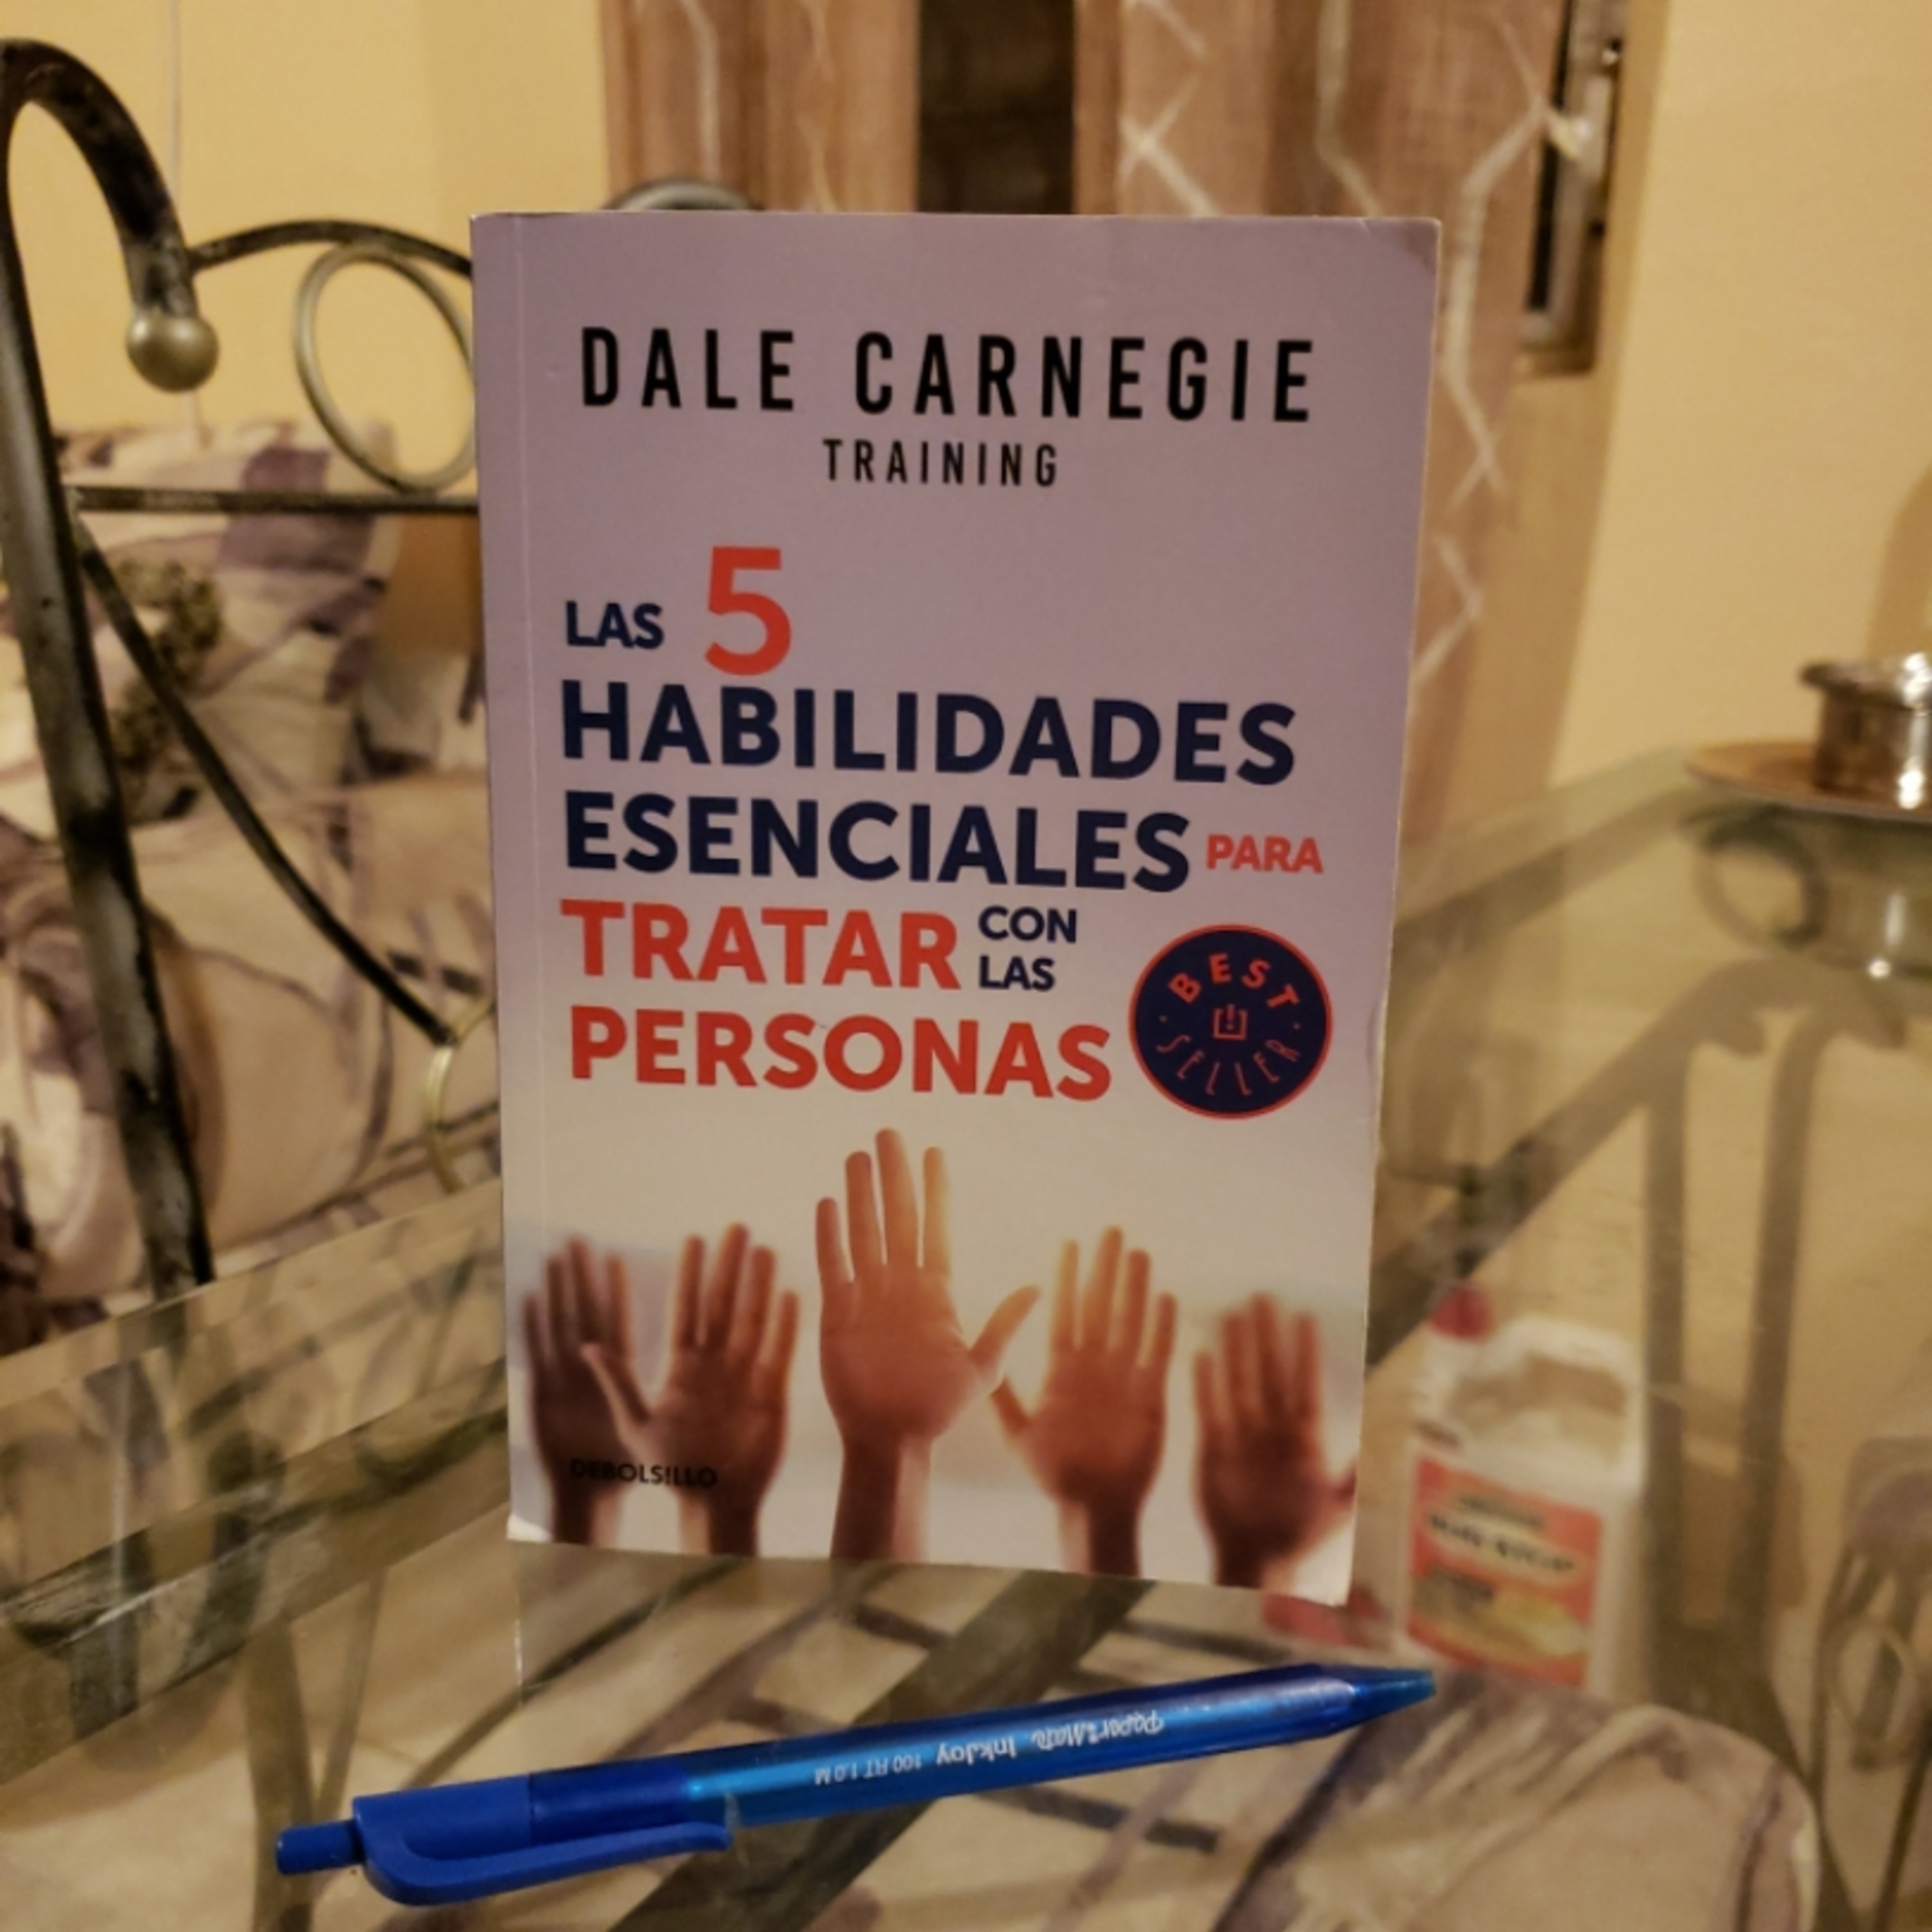 DALE CARNEGIE
TRAINING
LAS 5
HABILIDADES
ESENCIALES PARA
TRATAR CON
LAS
PERSONAS
BEST
SELLER
DEBOLSILLO
PaperMate InkJoy 100 RT 1.0 M